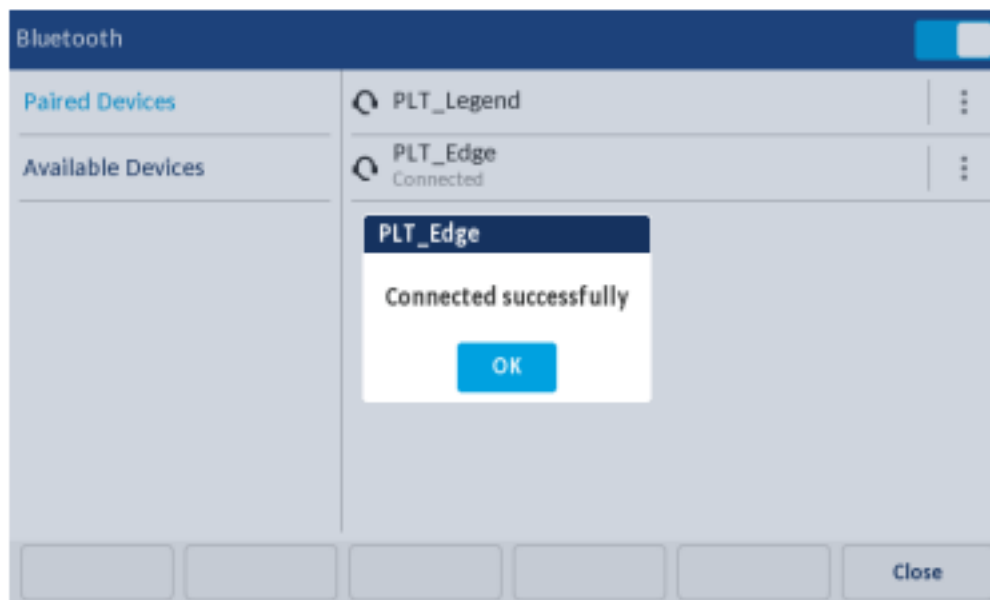 Bluetooth
Paired Devices
Available Devices
PLT_Legend
PLT_Edge
Connected
PLT_Edge
Connected successfully
OK
Close